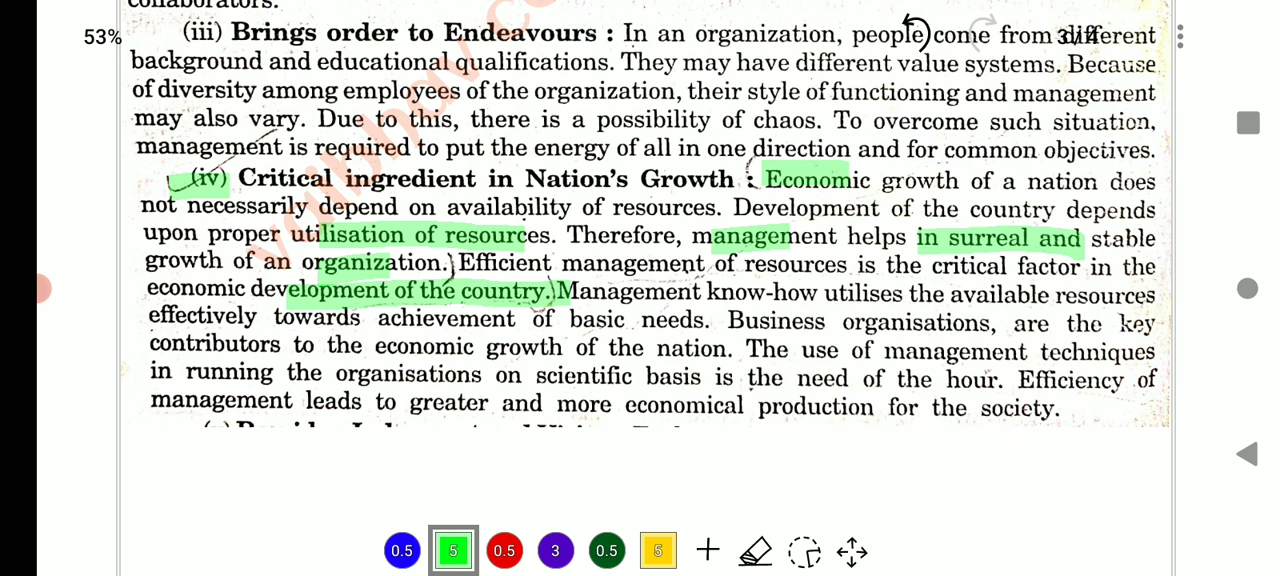 53%
(iii) Brings order to Endeavours : In an organization, people come from different
background and educational qualifications. They may have different value systems. Because
of diversity among employees of the organization, their style of functioning and management
may also vary. Due to this, there is a possibility of chaos. To overcome such situation,
management is required to put the energy of all in one direction and for common objectives.
(iv) Critical ingredient in Nation's Growth : Economic growth of a nation does
not necessarily depend on availability of resources. Development of the country depends
upon proper utilisation of resources. Therefore, management helps in surreal and stable
growth of an organization. Efficient management of resources is the critical factor in the
economic development of the country. Management know-how utilises the available resources
effectively towards achievement of basic needs. Business organisations, are the key
contributors to the economic growth of the nation. The use of management techniques
in running the organisations on scientific basis is the need of the hour. Efficiency of
management leads to greater and more economical production for the society.
0.5 5 0.5 3 0.5 5